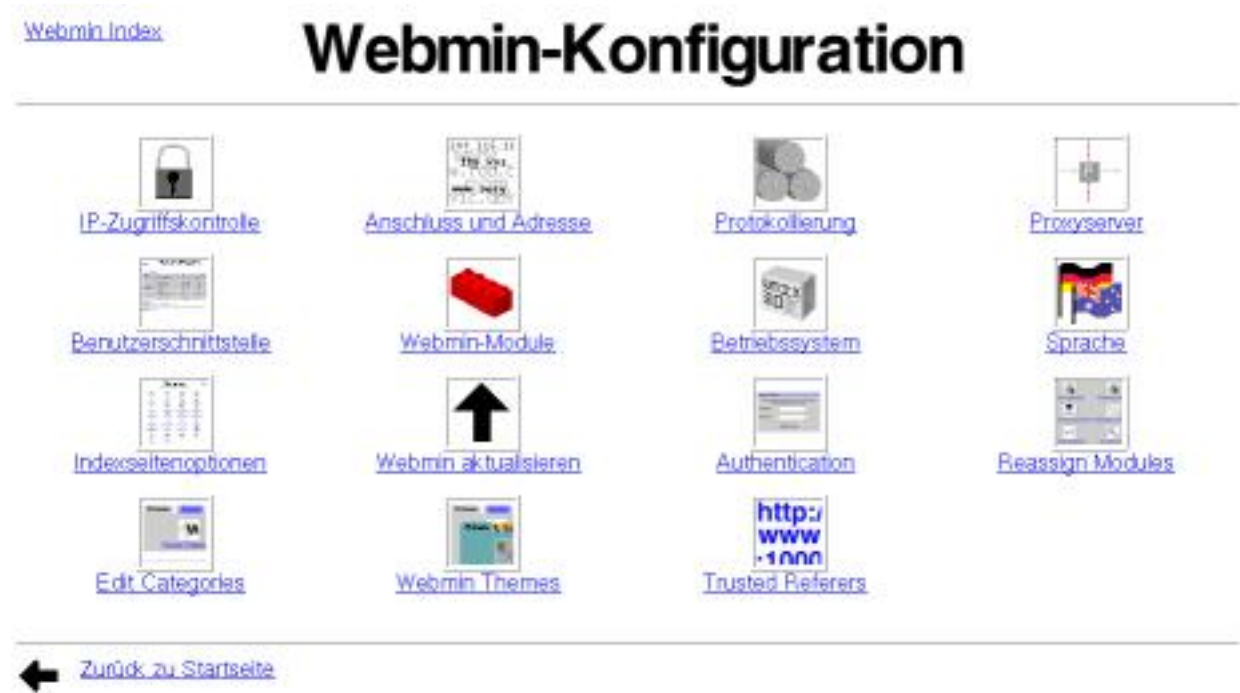 Webmin Index
Webmin-Konfiguration
IP-Zugriffskontrolle
Anschluss und Adresse
Protokollierung
Proxyserver
Benutzerschnittstelle
Webmin-Module
Betriebssystem
Sprache
Indexseitenoptionen
Webmin aktualisieren
Authentication
Reassign Modules
Edit Categories
Webmin Themes
http:/
www
:1000
Trusted Referers
Zurück zu Startseite